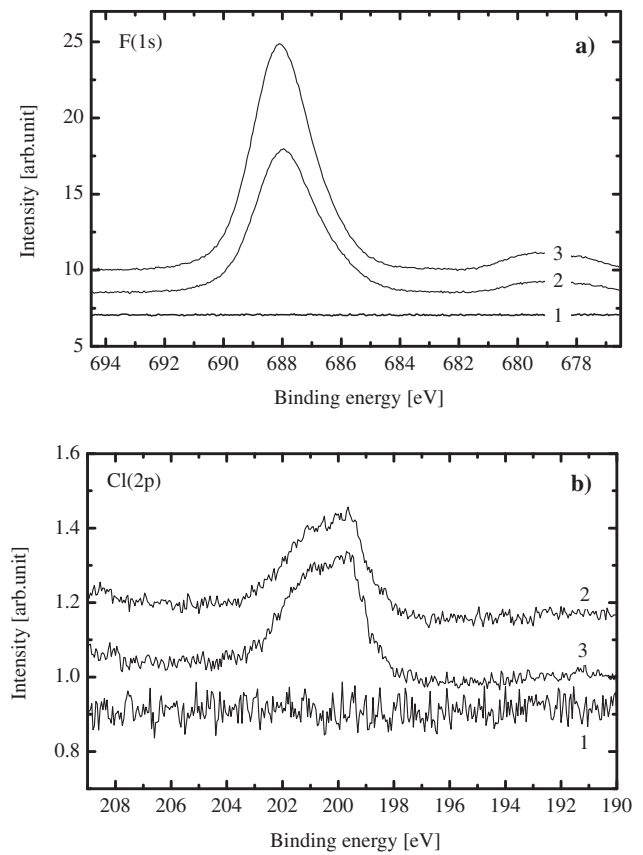 F(1s)
a)
25
20
15
10
5
3
2
1
694 692 690 688 686 684 682 680 678
Binding energy [eV]
Intensity [arb.unit]
Cl(2p)
b)
1.6
1.4
1.2
1.0
0.8
2
3
1
208 206 204 202 200 198 196 194 192 190
Binding energy [eV]
Intensity [arb.unit]